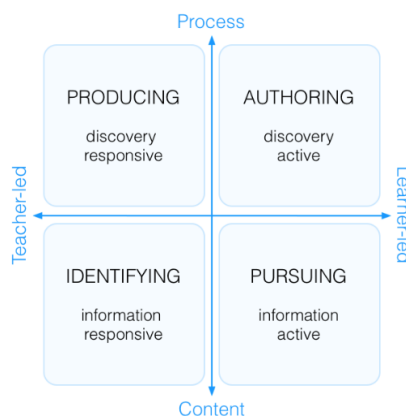 Process
PRODUCING
discovery
responsive
AUTHORING
discovery
active
Teacher-led
Learner-led
IDENTIFYING
information
responsive
PURSUING
information
active
Content